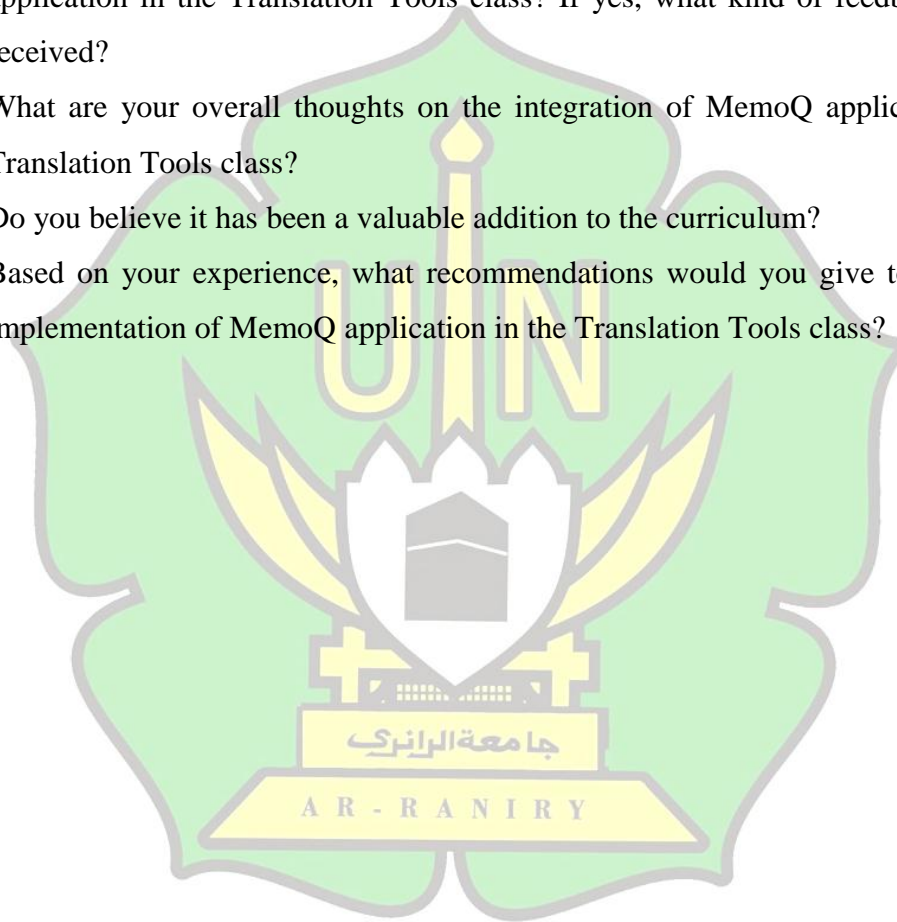 application in the Translation Tools class? If yes, what kind of feedb
received?
What are your overall thoughts on the integration of MemoQ applic
Translation Tools class?
Do you believe it has been a valuable addition to the curriculum?
Based on your experience, what recommendations would you give to
implementation of MemoQ application in the Translation Tools class?
UIN
جامعةالرانري
AR-RANIRY